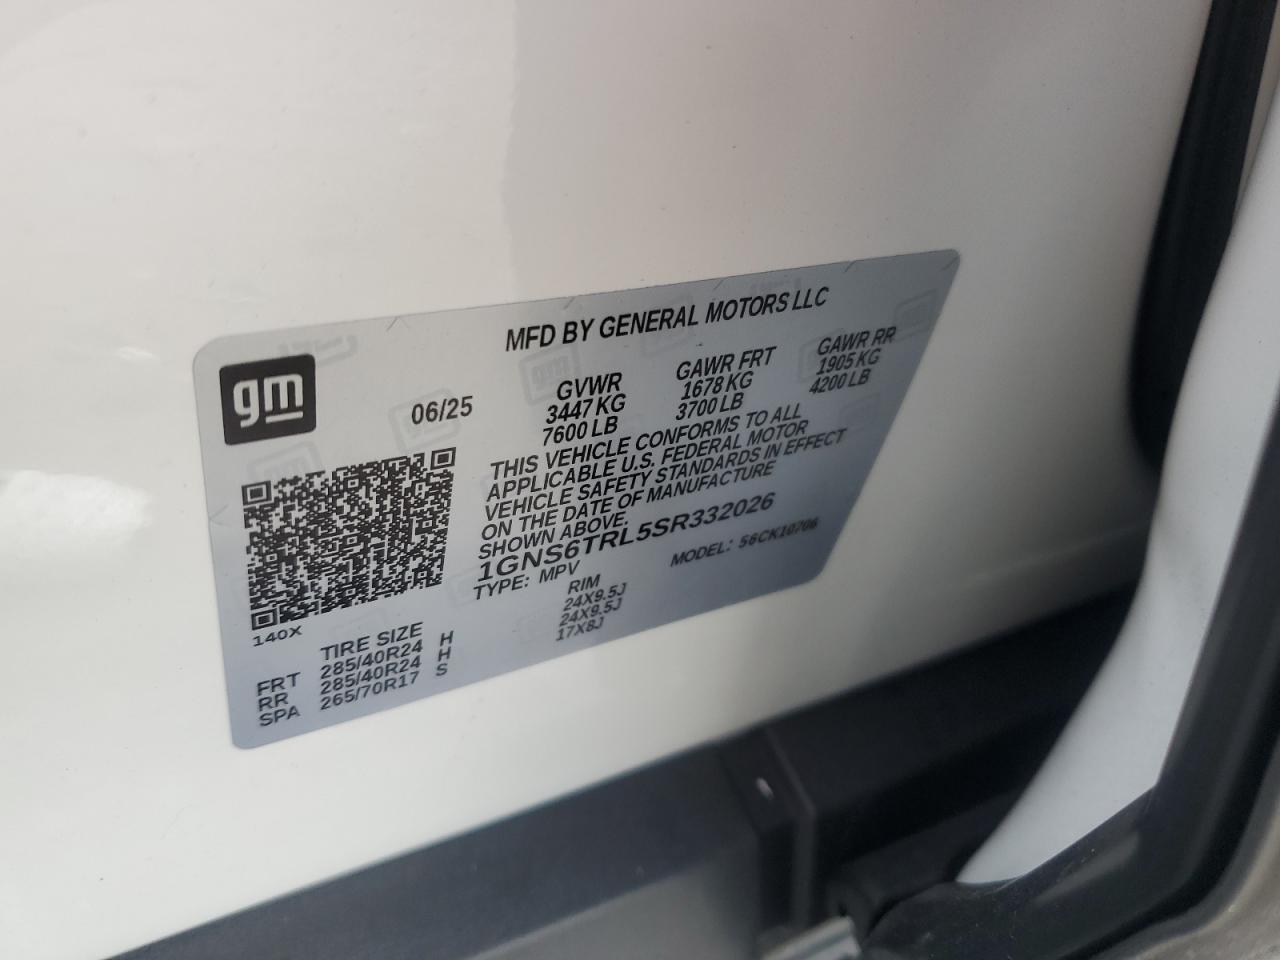 MFD BY GENERAL MOTORS LLC
gm
06/25
GVWR GAWR FRT GAWR RR
3447 KG 1678 KG 1905 KG
7600 LB 3700 LB 4200 LB
THIS VEHICLE CONFORMS TO ALL
APPLICABLE U.S. FEDERAL MOTOR
VEHICLE SAFETY STANDARDS IN EFFECT
ON THE DATE OF MANUFACTURE
SHOWN ABOVE.
1GNS6TRL5SR332026
TYPE: MPV MODEL: 56CK10706
140X
TIRE SIZE RIM
FRT 285/40R24 H 24X9.5J
RR 285/40R24 H 24X9.5J
SPA 265/70R17 S 17X8J